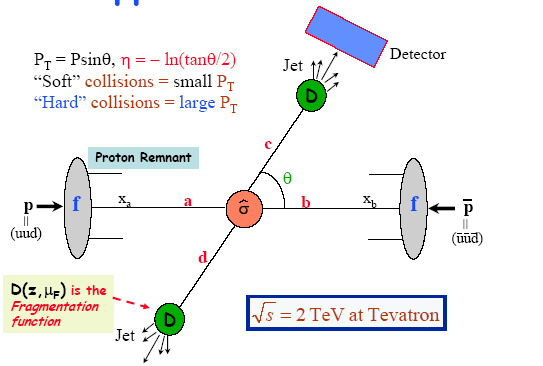 P_T = Psinθ, η = – ln(tanθ/2)
“Soft” collisions = small P_T
“Hard” collisions = large P_T
Jet
Detector
D
c
Proton Remnant
θ
p
||
(uud)
f
x_a
a
σ̂
b
x_b
f
p̅
||
(u̅u̅d̅)
d
D(z,μ_F) is the
Fragmentation
function
D
Jet
√s = 2 TeV at Tevatron